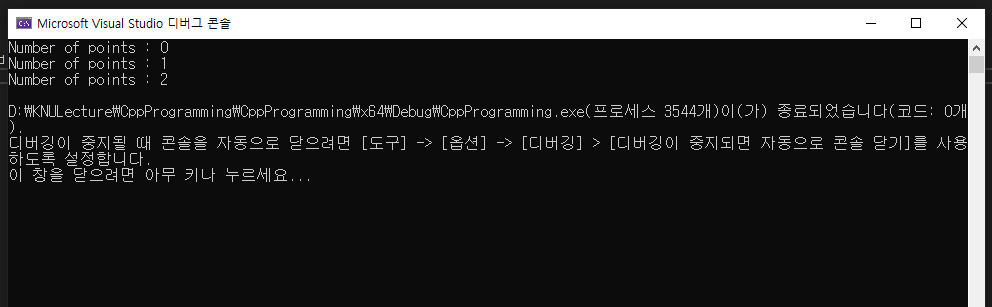 Microsoft Visual Studio 디버그 콘솔
Number of points : 0
Number of points : 1
Number of points : 2
D:\KNULecture\CppProgramming\CppProgramming\x64\Debug\CppProgramming.exe(프로세스 3544개)이(가) 종료되었습니다(코드: 0개
).
디버깅이 중지될 때 콘솔을 자동으로 닫으려면 [도구] -> [옵션] -> [디버깅] > [디버깅이 중지되면 자동으로 콘솔 닫기]를 사용
하도록 설정합니다.
이 창을 닫으려면 아무 키나 누르세요...